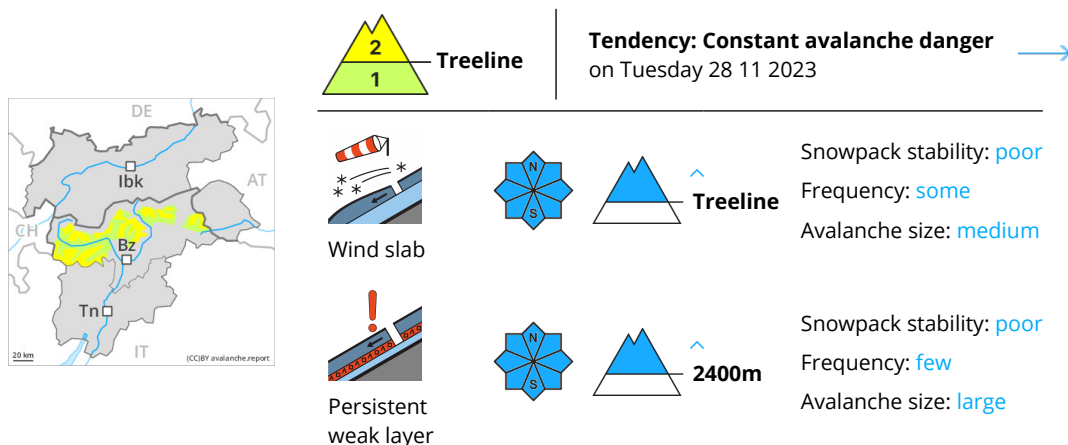 2
1
Treeline
Tendency: Constant avalanche danger
on Tuesday 28 11 2023
DE
Ibk
AT
CH
Bz
Tn
IT
20 km
(CC)BY avalanche.report
Wind slab
N
S
Treeline
Snowpack stability: poor
Frequency: some
Avalanche size: medium
Persistent
weak layer
N
S
2400m
Snowpack stability: poor
Frequency: few
Avalanche size: large